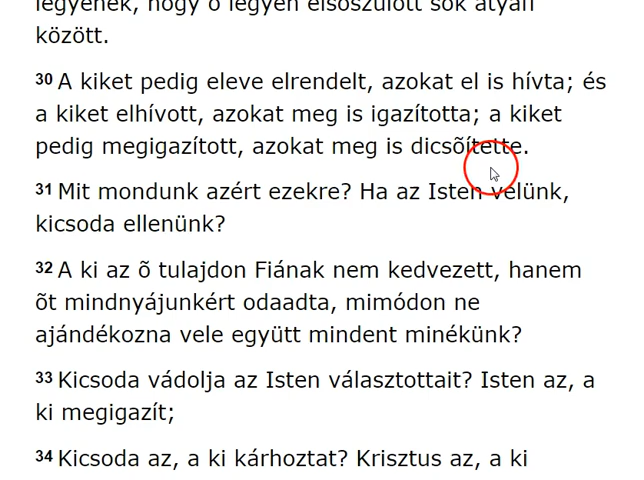 legyenek, hogy õ legyen elsõszülött sok atyafi
között.
30 A kiket pedig eleve elrendelt, azokat el is hívta; és
a kiket elhívott, azokat meg is igazította; a kiket
pedig megigazított, azokat meg is dicsõítette.
31 Mit mondunk azért ezekre? Ha az Isten velünk,
kicsoda ellenünk?
32 A ki az õ tulajdon Fiának nem kedvezett, hanem
õt mindnyájunkért odaadta, mimódon ne
ajándékozna vele együtt mindent minékünk?
33 Kicsoda vádolja az Isten választottait? Isten az, a
ki megigazít;
34 Kicsoda az, a ki kárhoztat? Krisztus az, a ki